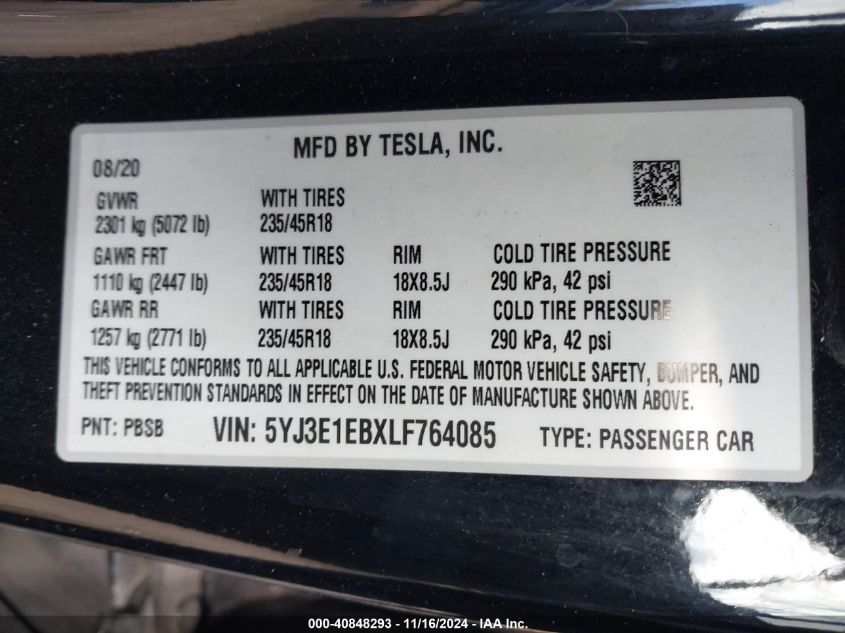 MFD BY TESLA, INC.
08/20
GVWR WITH TIRES
2301 kg (5072 lb) 235/45R18
GAWR FRT WITH TIRES RIM COLD TIRE PRESSURE
1110 kg (2447 lb) 235/45R18 18X8.5J 290 kPa, 42 psi
GAWR RR WITH TIRES RIM COLD TIRE PRESSURE
1257 kg (2771 lb) 235/45R18 18X8.5J 290 kPa, 42 psi
THIS VEHICLE CONFORMS TO ALL APPLICABLE U.S. FEDERAL MOTOR VEHICLE SAFETY, BUMPER, AND
THEFT PREVENTION STANDARDS IN EFFECT ON THE DATE OF MANUFACTURE SHOWN ABOVE.
PNT: PBSB VIN: 5YJ3E1EBXLF764085 TYPE: PASSENGER CAR
000-40848293 - 11/16/2024 - IAA Inc.